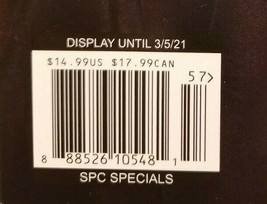 DISPLAY UNTIL 3/5/21
$14.99US $17.99CAN
57>
8 88526 10548 1
SPC SPECIALS